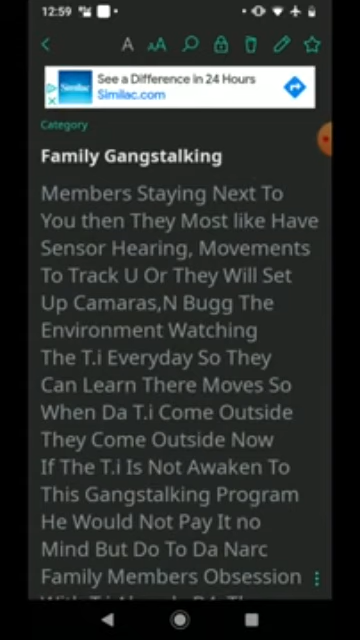 12:59
A AA
See a Difference in 24 Hours
Similac
Similac.com
Category
Family Gangstalking
Members Staying Next To
You then They Most like Have
Sensor Hearing, Movements
To Track U Or They Will Set
Up Camaras,N Bugg The
Environment Watching
The T.i Everyday So They
Can Learn There Moves So
When Da T.i Come Outside
They Come Outside Now
If The T.i Is Not Awaken To
This Gangstalking Program
He Would Not Pay It no
Mind But Do To Da Narc
Family Members Obsession